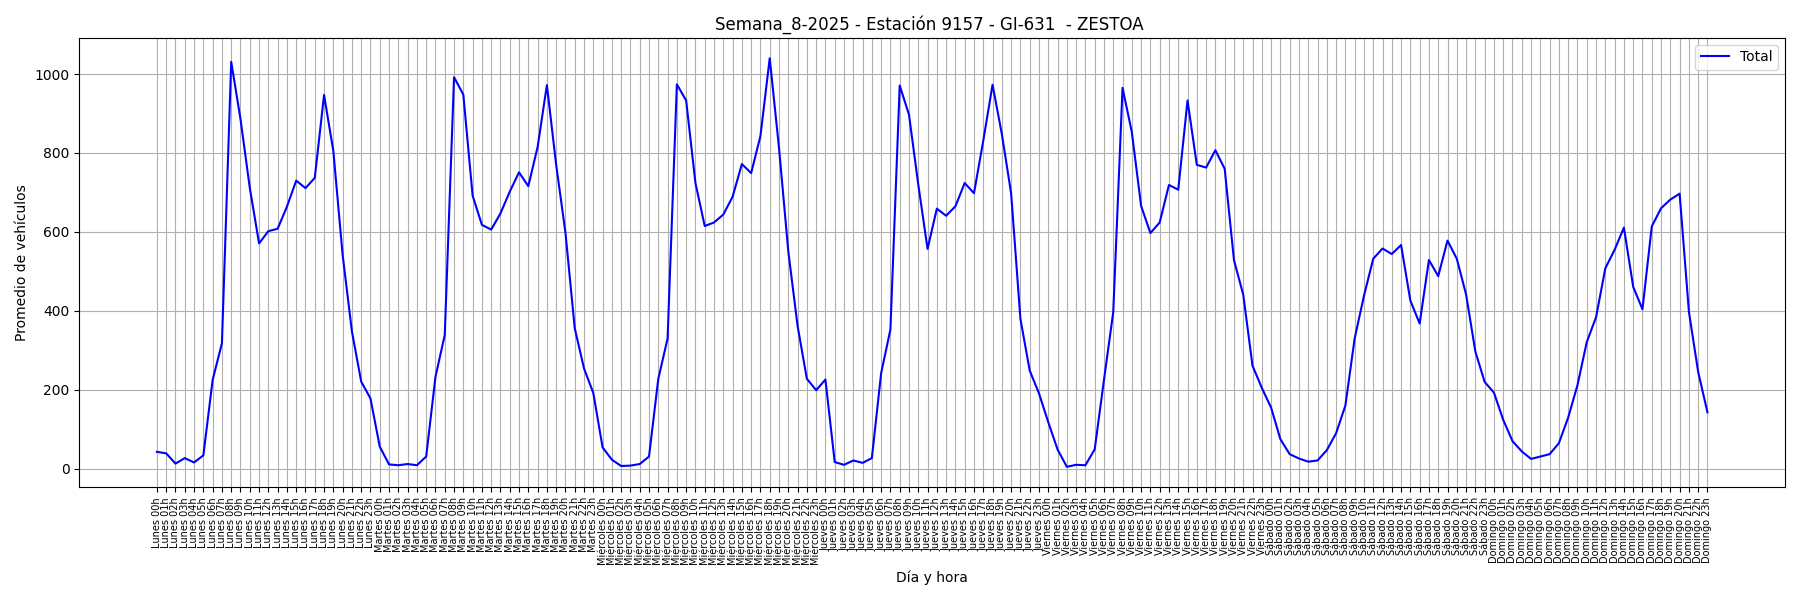 Semana_8-2025 - Estación 9157 - GI-631  - ZESTOA
Total
Promedio de vehículos
1000
800
600
400
200
0
Lunes 00h
Lunes 01h
Lunes 02h
Lunes 03h
Lunes 04h
Lunes 05h
Lunes 06h
Lunes 07h
Lunes 08h
Lunes 09h
Lunes 10h
Lunes 11h
Lunes 12h
Lunes 13h
Lunes 14h
Lunes 15h
Lunes 16h
Lunes 17h
Lunes 18h
Lunes 19h
Lunes 20h
Lunes 21h
Lunes 22h
Lunes 23h
Martes 00h
Martes 01h
Martes 02h
Martes 03h
Martes 04h
Martes 05h
Martes 06h
Martes 07h
Martes 08h
Martes 09h
Martes 10h
Martes 11h
Martes 12h
Martes 13h
Martes 14h
Martes 15h
Martes 16h
Martes 17h
Martes 18h
Martes 19h
Martes 20h
Martes 21h
Martes 22h
Martes 23h
Miércoles 00h
Miércoles 01h
Miércoles 02h
Miércoles 03h
Miércoles 04h
Miércoles 05h
Miércoles 06h
Miércoles 07h
Miércoles 08h
Miércoles 09h
Miércoles 10h
Miércoles 11h
Miércoles 12h
Miércoles 13h
Miércoles 14h
Miércoles 15h
Miércoles 16h
Miércoles 17h
Miércoles 18h
Miércoles 19h
Miércoles 20h
Miércoles 21h
Miércoles 22h
Miércoles 23h
Jueves 00h
Jueves 01h
Jueves 02h
Jueves 03h
Jueves 04h
Jueves 05h
Jueves 06h
Jueves 07h
Jueves 08h
Jueves 09h
Jueves 10h
Jueves 11h
Jueves 12h
Jueves 13h
Jueves 14h
Jueves 15h
Jueves 16h
Jueves 17h
Jueves 18h
Jueves 19h
Jueves 20h
Jueves 21h
Jueves 22h
Jueves 23h
Viernes 00h
Viernes 01h
Viernes 02h
Viernes 03h
Viernes 04h
Viernes 05h
Viernes 06h
Viernes 07h
Viernes 08h
Viernes 09h
Viernes 10h
Viernes 11h
Viernes 12h
Viernes 13h
Viernes 14h
Viernes 15h
Viernes 16h
Viernes 17h
Viernes 18h
Viernes 19h
Viernes 20h
Viernes 21h
Viernes 22h
Viernes 23h
Sábado 00h
Sábado 01h
Sábado 02h
Sábado 03h
Sábado 04h
Sábado 05h
Sábado 06h
Sábado 07h
Sábado 08h
Sábado 09h
Sábado 10h
Sábado 11h
Sábado 12h
Sábado 13h
Sábado 14h
Sábado 15h
Sábado 16h
Sábado 17h
Sábado 18h
Sábado 19h
Sábado 20h
Sábado 21h
Sábado 22h
Sábado 23h
Domingo 00h
Domingo 01h
Domingo 02h
Domingo 03h
Domingo 04h
Domingo 05h
Domingo 06h
Domingo 07h
Domingo 08h
Domingo 09h
Domingo 10h
Domingo 11h
Domingo 12h
Domingo 13h
Domingo 14h
Domingo 15h
Domingo 16h
Domingo 17h
Domingo 18h
Domingo 19h
Domingo 20h
Domingo 21h
Domingo 22h
Domingo 23h
Día y hora